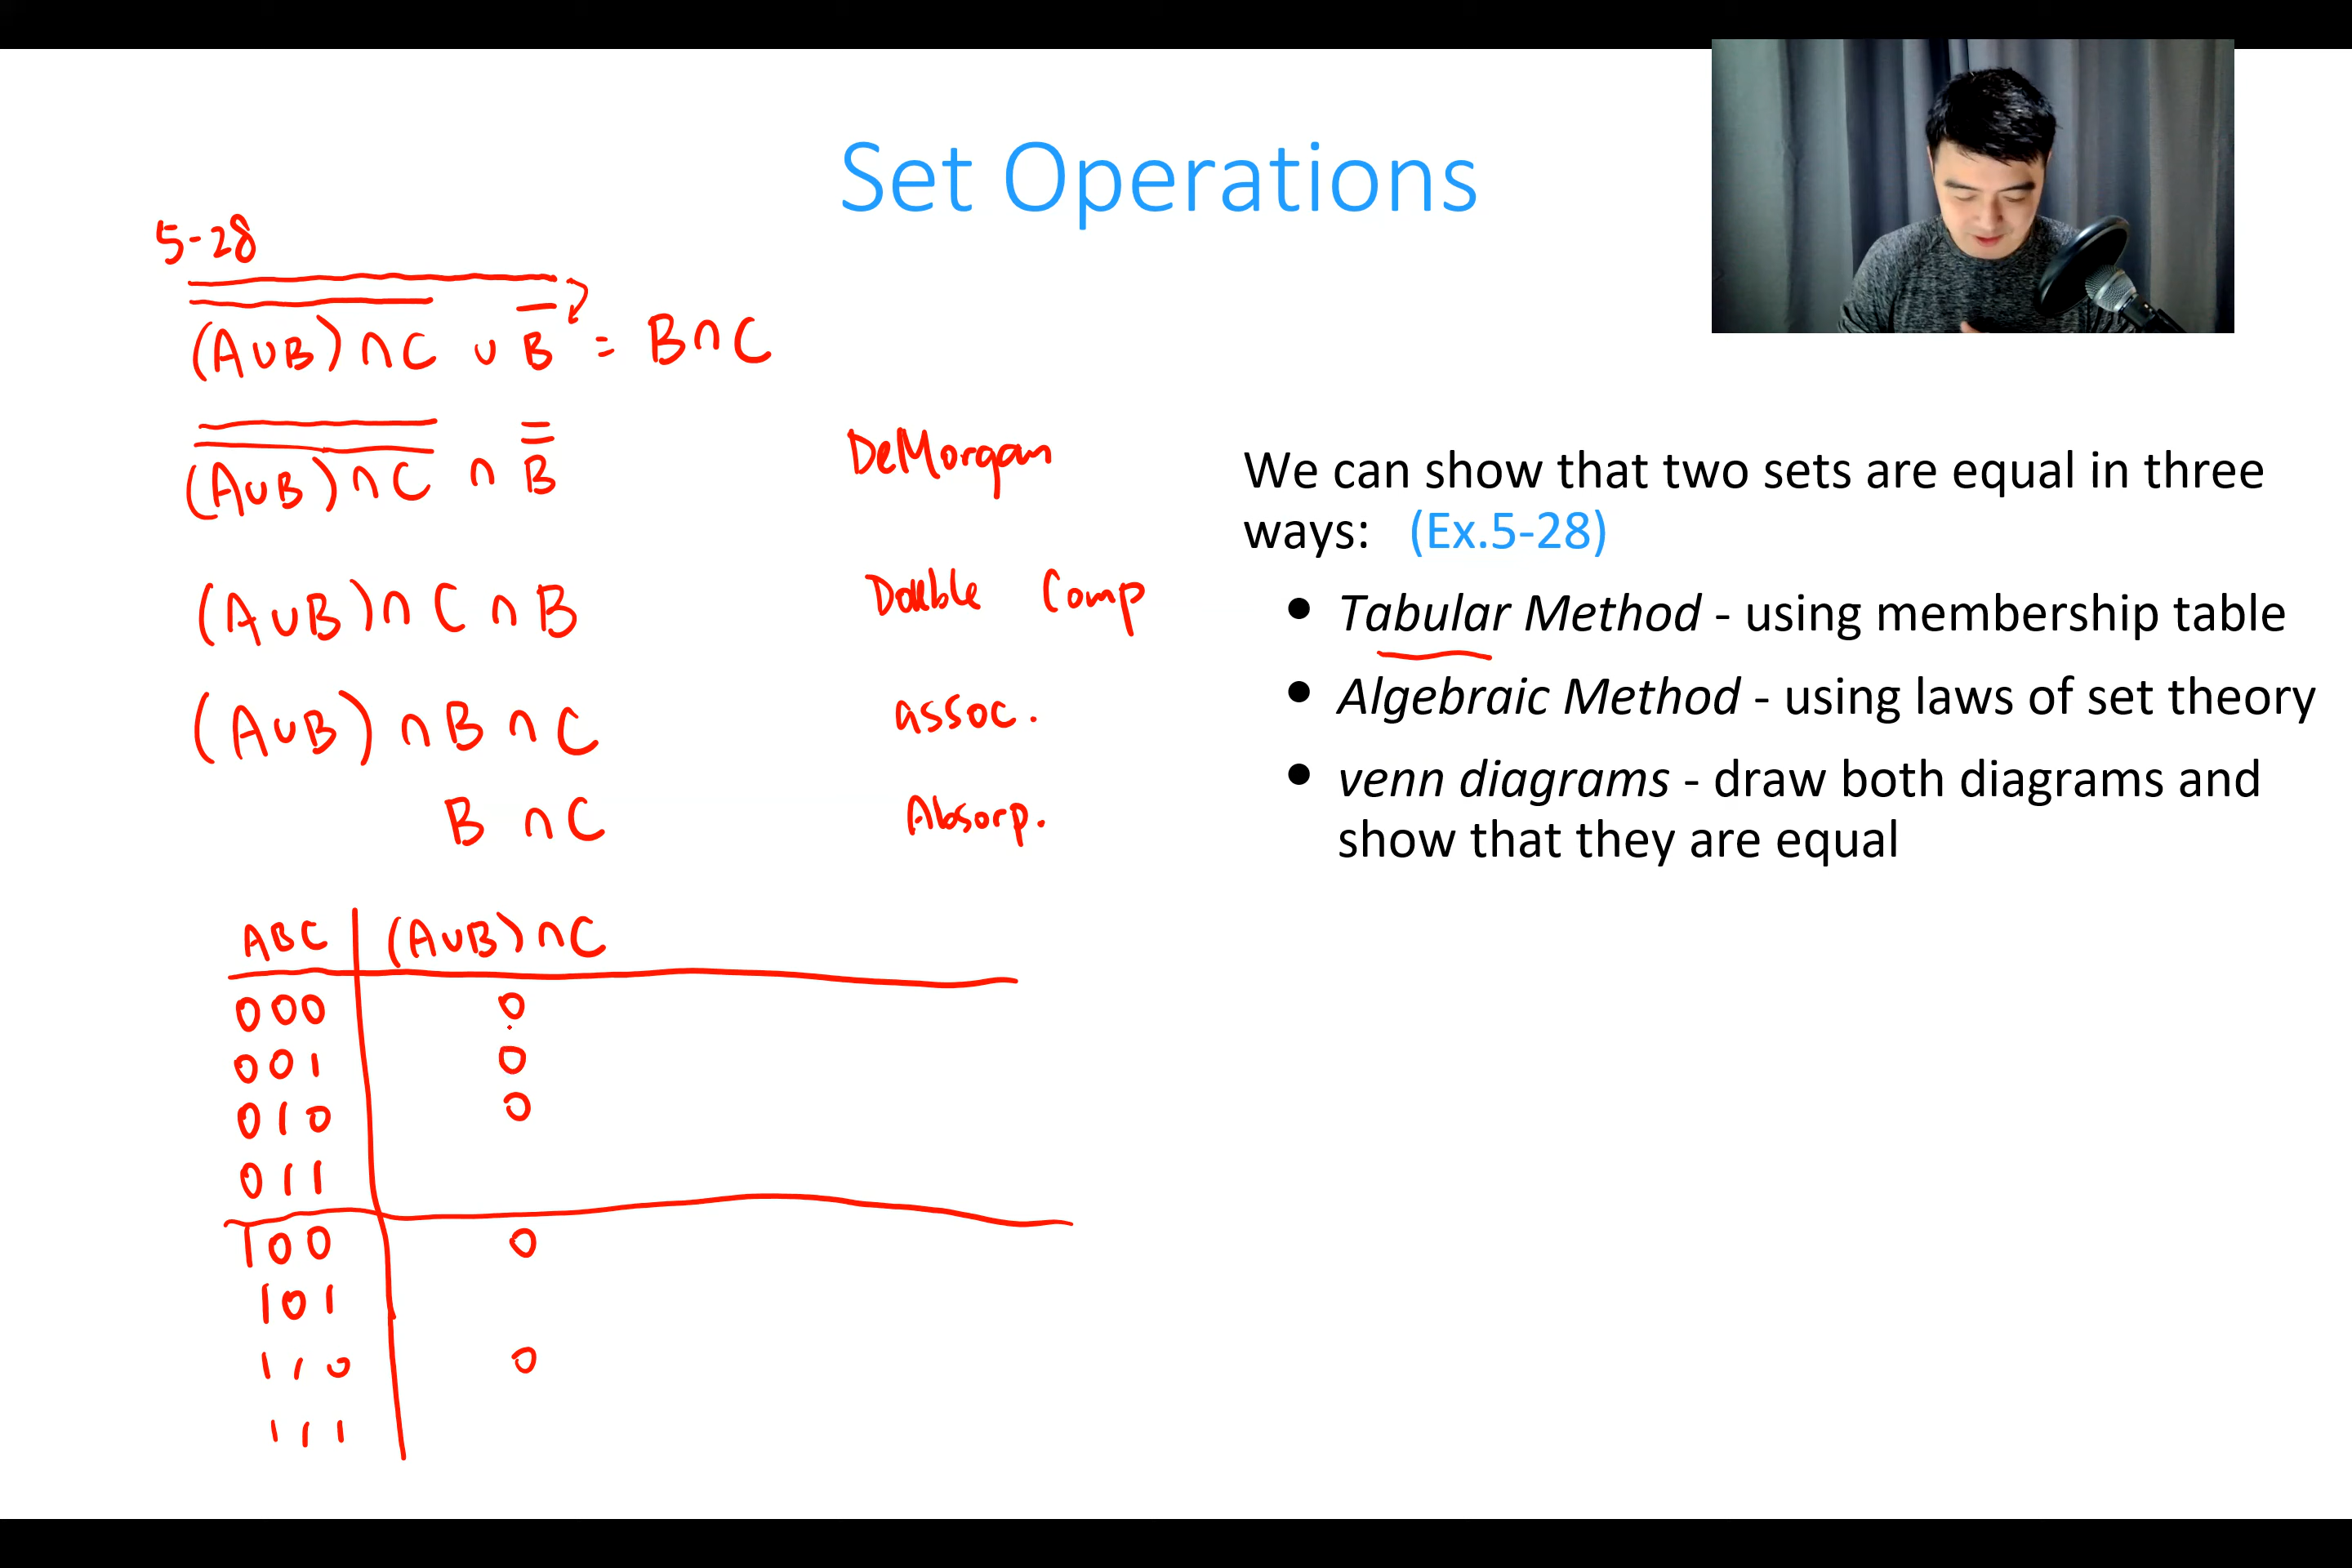 Set Operations
5-28
(A∪B)∩C ∪ B = B∩C
(A∪B)∩C ∩ B DeMorgan
(A∪B)∩C∩B Double Comp
(A∪B)∩B∩C assoc.
B∩C Absorp.
ABC (A∪B)∩C
000 0
001 0
010 0
011
100 0
101
110 0
111
We can show that two sets are equal in three
ways: (Ex.5-28)
• Tabular Method - using membership table
• Algebraic Method - using laws of set theory
• venn diagrams - draw both diagrams and
show that they are equal